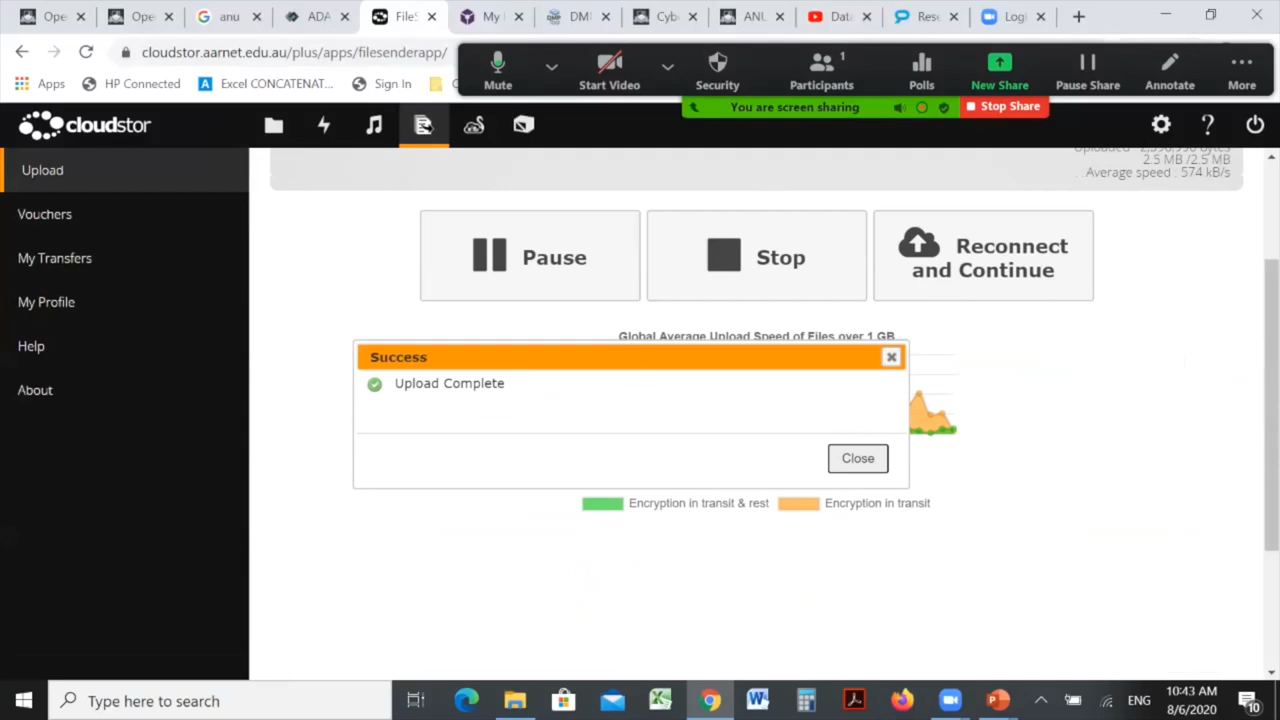 Ope
Ope
anu
ADA
FileS
My I
DMI
Cyb
ANU
Data
Rese
Logi
cloudstor.aarnet.edu.au/plus/apps/filesenderapp/
Mute
Start Video
Security
Participants
1
Polls
New Share
Pause Share
Annotate
More
Apps
HP Connected
Excel CONCATENAT...
Sign In
You are screen sharing
Stop Share
cloudstor
Upload
Vouchers
My Transfers
My Profile
Help
About
2.5 MB /2.5 MB
Average speed : 574 kB/s
Pause
Stop
Reconnect
and Continue
Global Average Upload Speed of Files over 1 GB
Success
Upload Complete
Close
Encryption in transit & rest
Encryption in transit
Type here to search
ENG
10:43 AM
8/6/2020
10